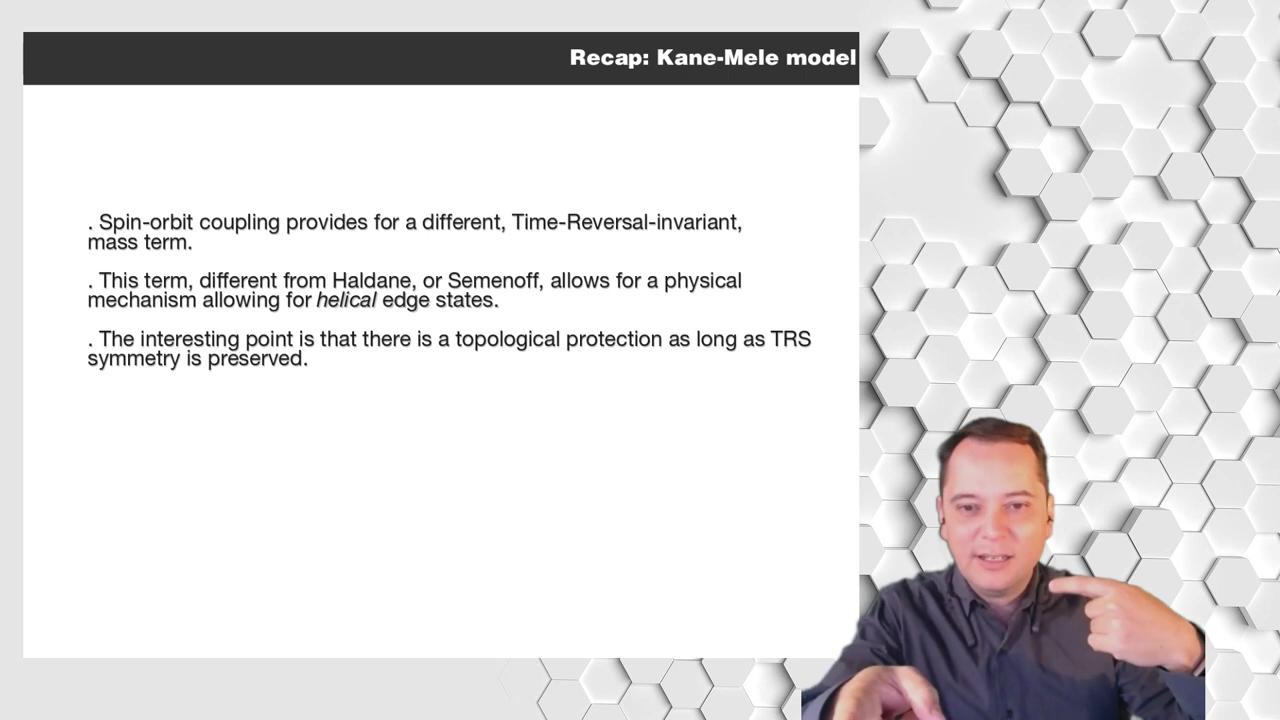 Recap: Kane-Mele model
. Spin-orbit coupling provides for a different, Time-Reversal-invariant,
mass term.
. This term, different from Haldane, or Semenoff, allows for a physical
mechanism allowing for helical edge states.
. The interesting point is that there is a topological protection as long as TRS
symmetry is preserved.